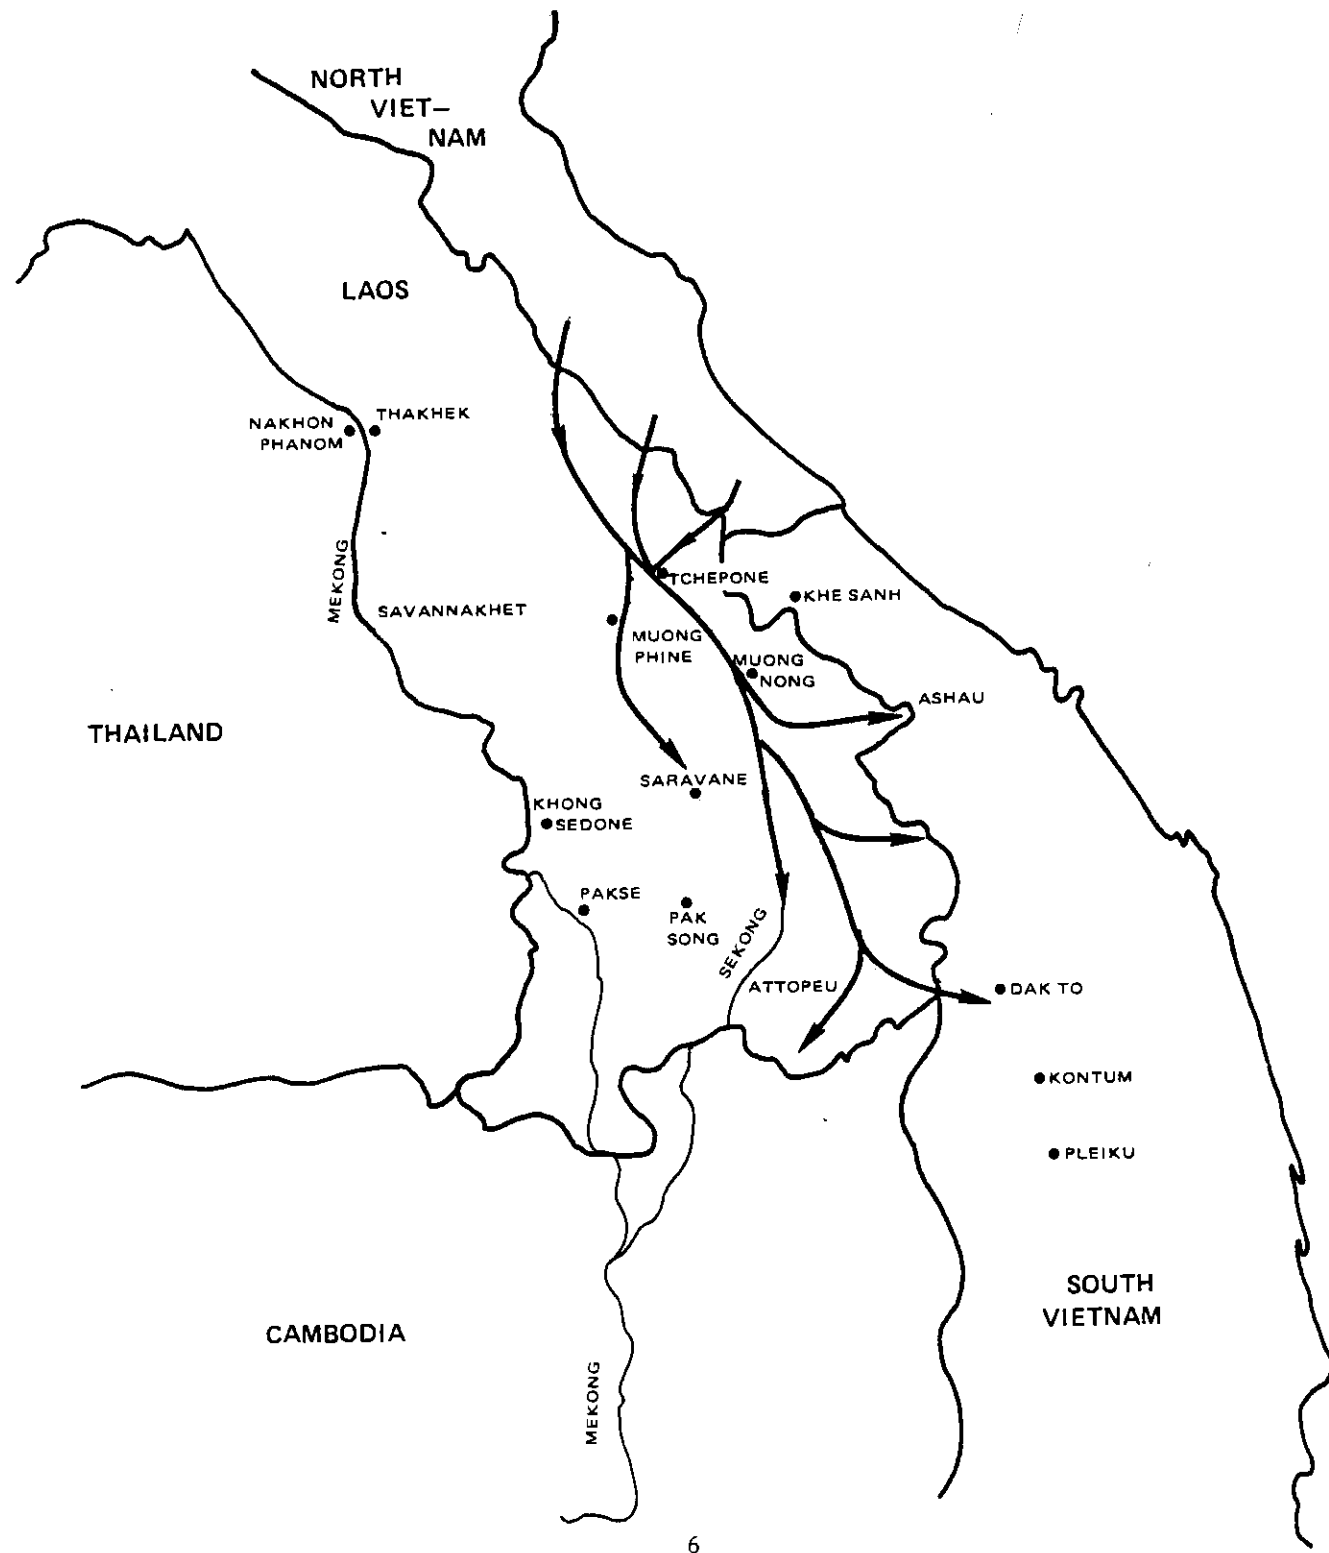 NORTH
VIET–
NAM
LAOS
NAKHON
PHANOM
THAKHEK
MEKONG
TCHEPONE
KHE SANH
SAVANNAKHET
MUONG
PHINE
MUONG
NONG
ASHAU
THAILAND
SARAVANE
KHONG
SEDONE
PAKSE
PAK
SONG
SEKONG
ATTOPEU
DAK TO
KONTUM
PLEIKU
SOUTH
VIETNAM
CAMBODIA
MEKONG
6